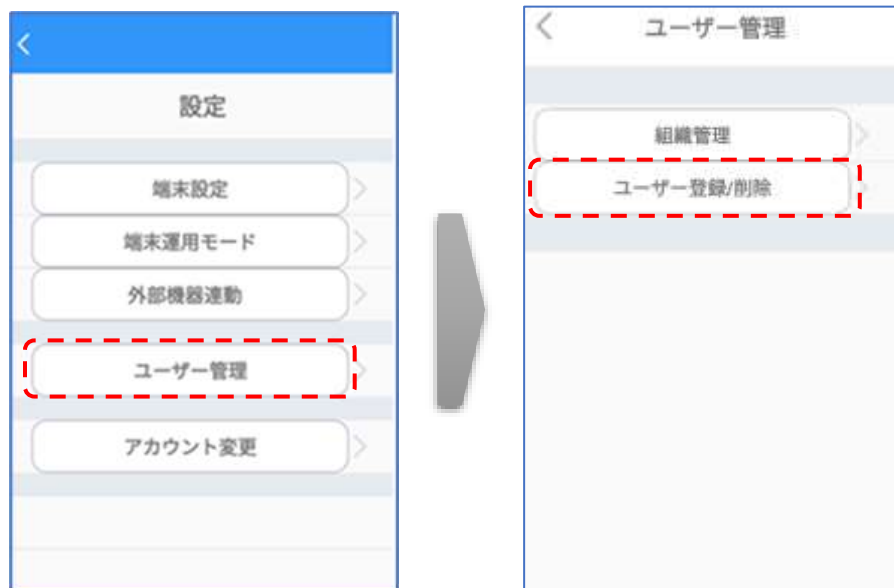 設定
端末設定
端末運用モード
外部機器連動
ユーザー管理
アカウント変更
ユーザー管理
組織管理
ユーザー登録/削除